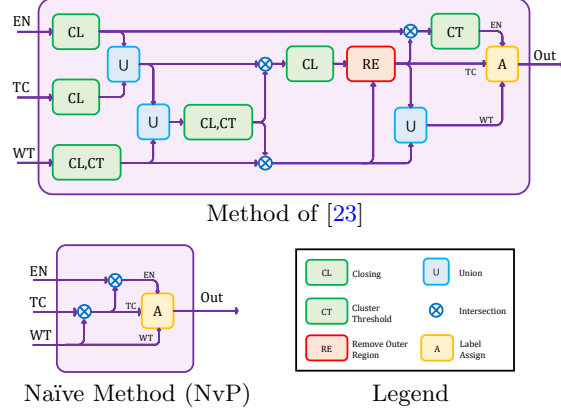 EN
CL
CT
EN
U
TC
CL
CL
RE
TC
A
Out
U
CL,CT
U
WT
WT
CL,CT
Method of [23]
EN
EN
TC
TC
A
Out
WT
WT
Naïve Method (NvP)
CL Closing
U Union
CT Cluster Threshold
Intersection
RE Remove Outer Region
A Label Assign
Legend